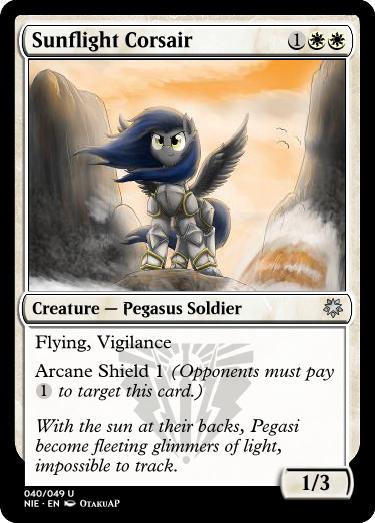 Sunflight Corsair 1
Creature — Pegasus Soldier
Flying, Vigilance
Arcane Shield 1 (Opponents must pay
1 to target this card.)
With the sun at their backs, Pegasi
become fleeting glimmers of light,
impossible to track.
1/3
040/049 U
NIE • EN OtakuAP